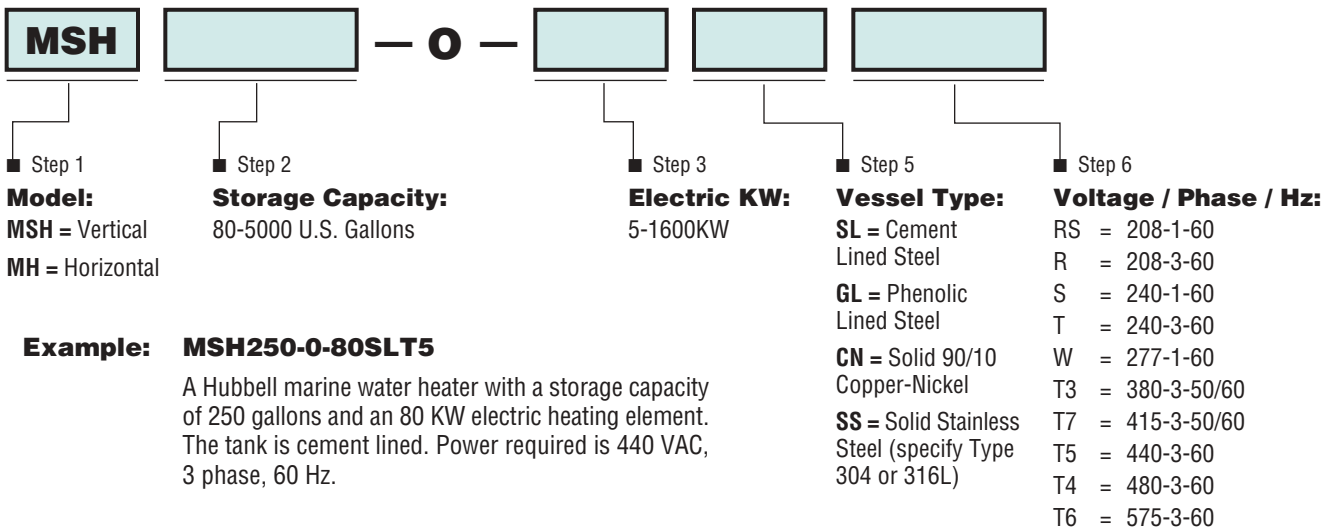 MSH — O —
■ Step 1
Model:
MSH = Vertical
MH = Horizontal
■ Step 2
Storage Capacity:
80-5000 U.S. Gallons
■ Step 3
Electric KW:
5-1600KW
■ Step 5
Vessel Type:
SL = Cement
Lined Steel
GL = Phenolic
Lined Steel
CN = Solid 90/10
Copper-Nickel
SS = Solid Stainless
Steel (specify Type
304 or 316L)
■ Step 6
Voltage / Phase / Hz:
RS = 208-1-60
R = 208-3-60
S = 240-1-60
T = 240-3-60
W = 277-1-60
T3 = 380-3-50/60
T7 = 415-3-50/60
T5 = 440-3-60
T4 = 480-3-60
T6 = 575-3-60
Example: MSH250-0-80SLT5
A Hubbell marine water heater with a storage capacity
of 250 gallons and an 80 KW electric heating element.
The tank is cement lined. Power required is 440 VAC,
3 phase, 60 Hz.